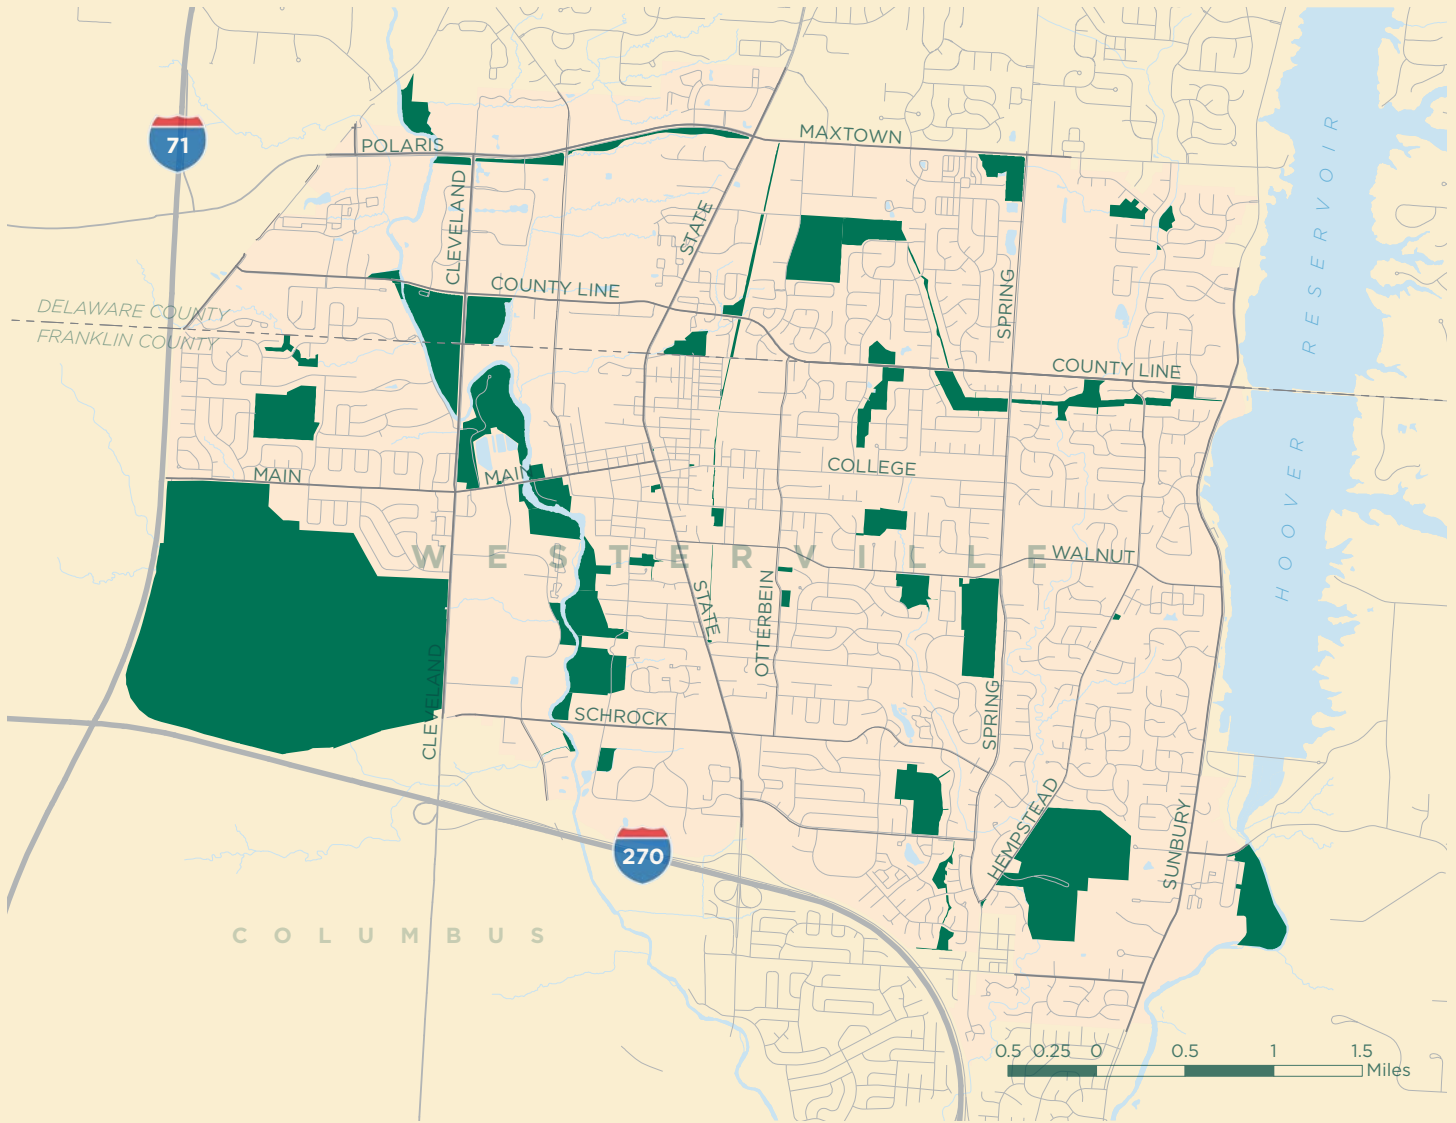 MAXTOWN
71
POLARIS
CLEVELAND
STATE
RESERVOIR
SPRING
COUNTY LINE
DELAWARE COUNTY
FRANKLIN COUNTY
COUNTY LINE
MAIN
MAIN
COLLEGE
HOOVER
WESTERVILLE
WALNUT
STATE
OTTERBEIN
CLEVELAND
SCHROCK
SPRING
HEMPSTEAD
SUNBURY
270
COLUMBUS
0.5 0.25 0 0.5 1 1.5
Miles